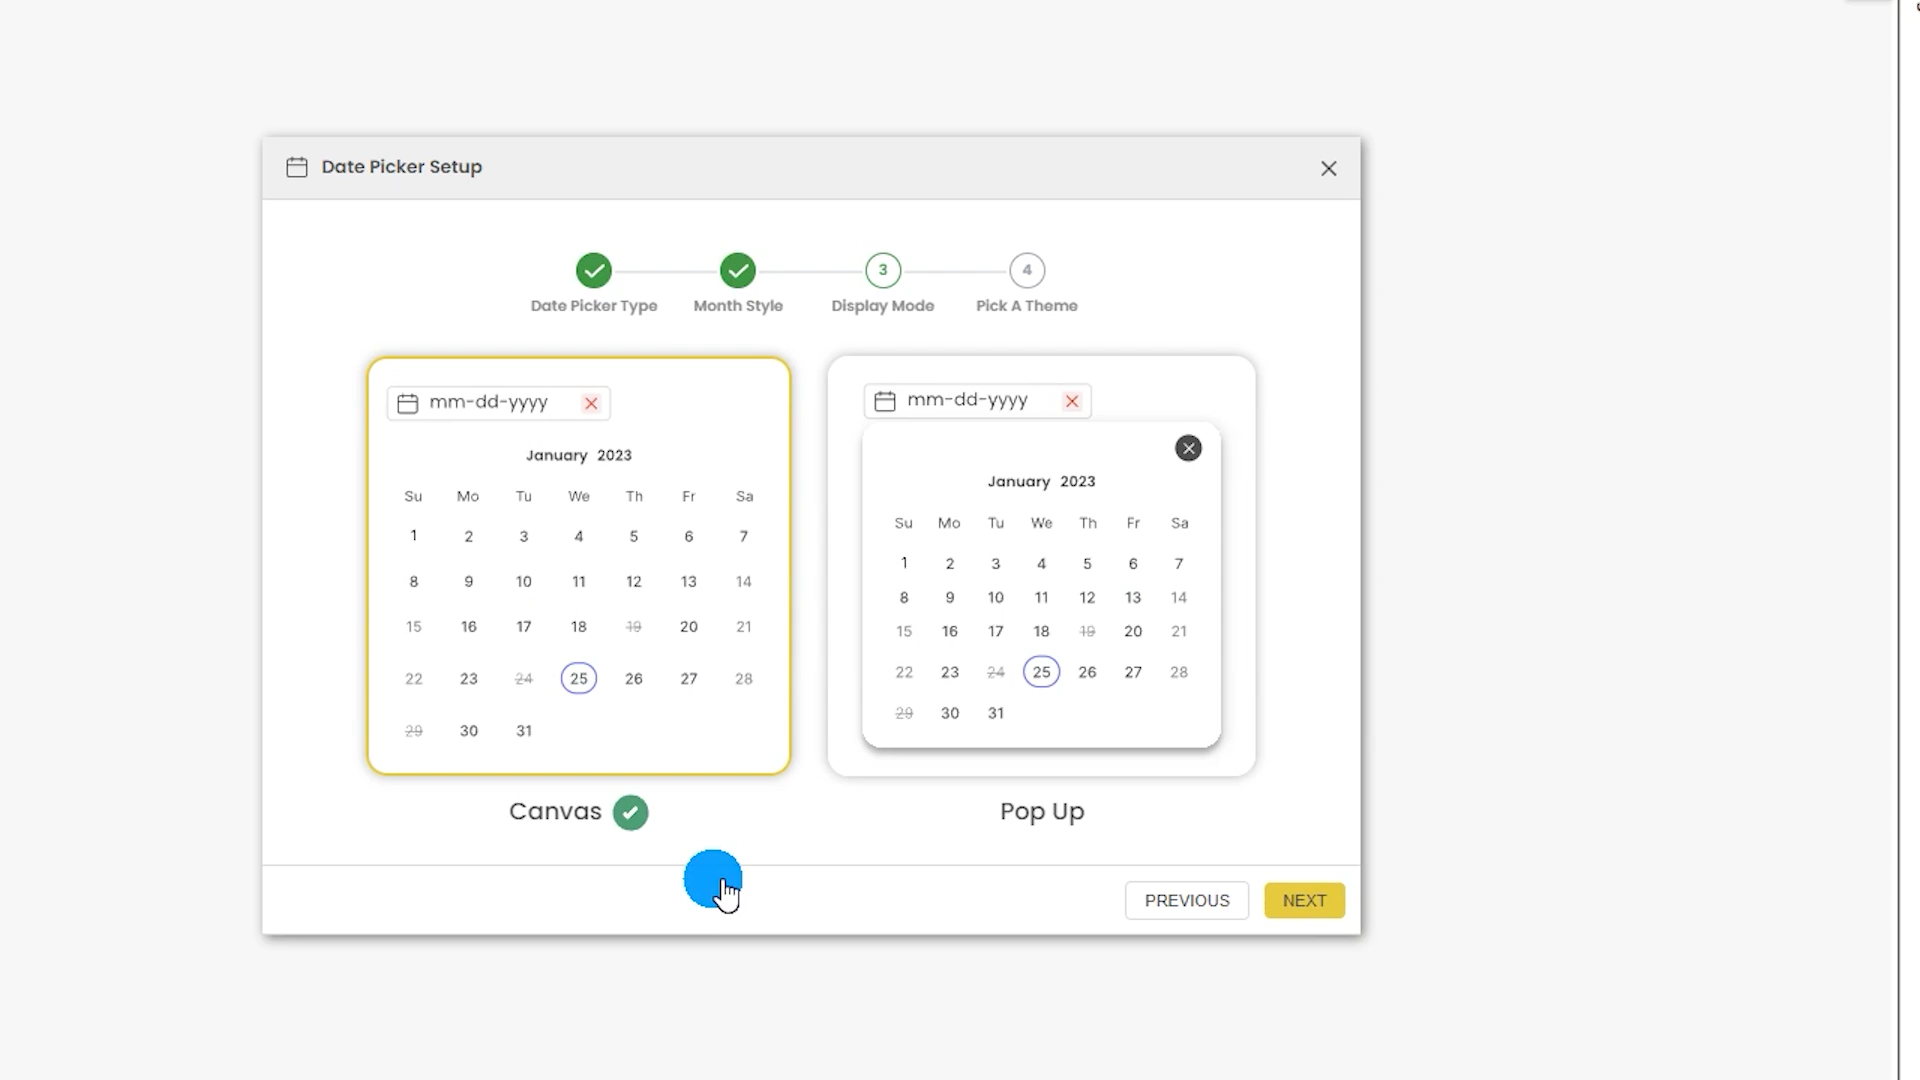 Date Picker Setup
3
4
Date Picker Type
Month Style
Display Mode
Pick A Theme
mm-dd-yyyy
January 2023
Su Mo Tu We Th Fr Sa
1 2 3 4 5 6 7
8 9 10 11 12 13 14
15 16 17 18 19 20 21
22 23 24 25 26 27 28
29 30 31
Canvas
mm-dd-yyyy
January 2023
Su Mo Tu We Th Fr Sa
1 2 3 4 5 6 7
8 9 10 11 12 13 14
15 16 17 18 19 20 21
22 23 24 25 26 27 28
29 30 31
Pop Up
PREVIOUS
NEXT